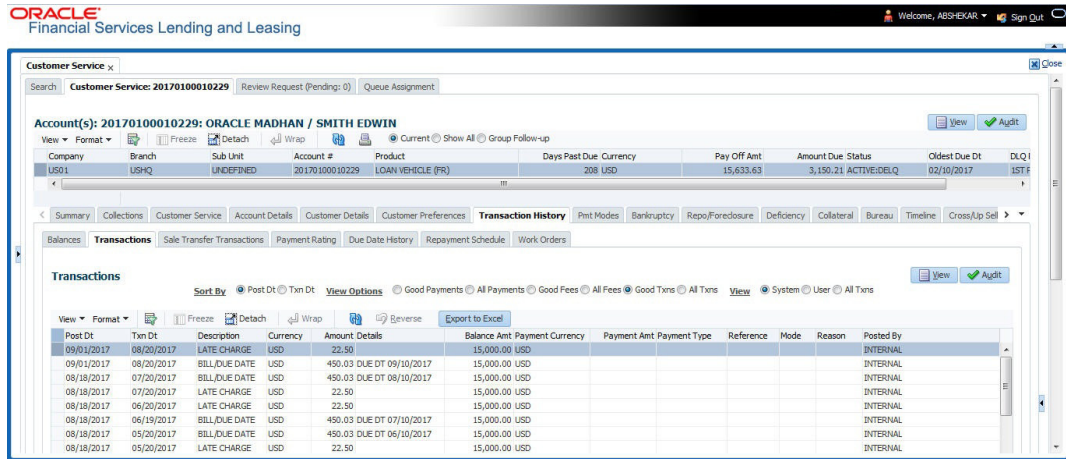 ORACLE
Financial Services Lending and Leasing
Welcome, ABSHEKAR Sign Out
Customer Service x
Close
Search Customer Service: 20170100010229 Review Request (Pending: 0) Queue Assignment
Account(s): 20170100010229: ORACLE MADHAN / SMITH EDWIN
View Audit
View Format Freeze Detach Wrap Current Show All Group Follow-up
Company Branch Sub Unit Account # Product Days Past Due Currency Pay Off Amt Amount Due Status Oldest Due Dt DLQ
US01 USHQ UNDEFINED 20170100010229 LOAN VEHICLE (FR) 208 USD 15,633.63 3,150.21 ACTIVE:DELQ 02/10/2017 1ST
Summary Collections Customer Service Account Details Customer Details Customer Preferences Transaction History Pmt Modes Bankruptcy Repo/Foreclosure Deficiency Collateral Bureau Timeline Cross/Up Sell
Balances Transactions Sale Transfer Transactions Payment Rating Due Date History Repayment Schedule Work Orders
Transactions
View Audit
Sort By Post Dt Txn Dt View Options Good Payments All Payments Good Fees All Fees Good Txns All Txns View System User All Txns
View Format Freeze Detach Wrap Reverse Export to Excel
Post Dt Txn Dt Description Currency Amount Details Balance Amt Payment Currency Payment Amt Payment Type Reference Mode Reason Posted By
09/01/2017 08/20/2017 LATE CHARGE USD 22.50 15,000.00 USD INTERNAL
09/01/2017 08/20/2017 BILL/DUE DATE USD 450.03 DUE DT 09/10/2017 15,000.00 USD INTERNAL
08/18/2017 07/20/2017 BILL/DUE DATE USD 450.03 DUE DT 08/10/2017 15,000.00 USD INTERNAL
08/18/2017 07/20/2017 LATE CHARGE USD 22.50 15,000.00 USD INTERNAL
08/18/2017 06/20/2017 LATE CHARGE USD 22.50 15,000.00 USD INTERNAL
08/18/2017 06/19/2017 BILL/DUE DATE USD 450.03 DUE DT 07/10/2017 15,000.00 USD INTERNAL
08/18/2017 05/20/2017 BILL/DUE DATE USD 450.03 DUE DT 06/10/2017 15,000.00 USD INTERNAL
08/18/2017 05/20/2017 LATE CHARGE USD 22.50 15,000.00 USD INTERNAL